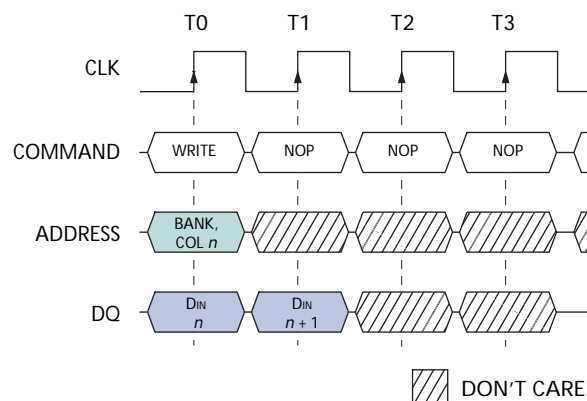 T0 T1 T2 T3
CLK
COMMAND WRITE NOP NOP NOP
ADDRESS BANK,
COL n
DQ DIN DIN
n n + 1
DON'T CARE